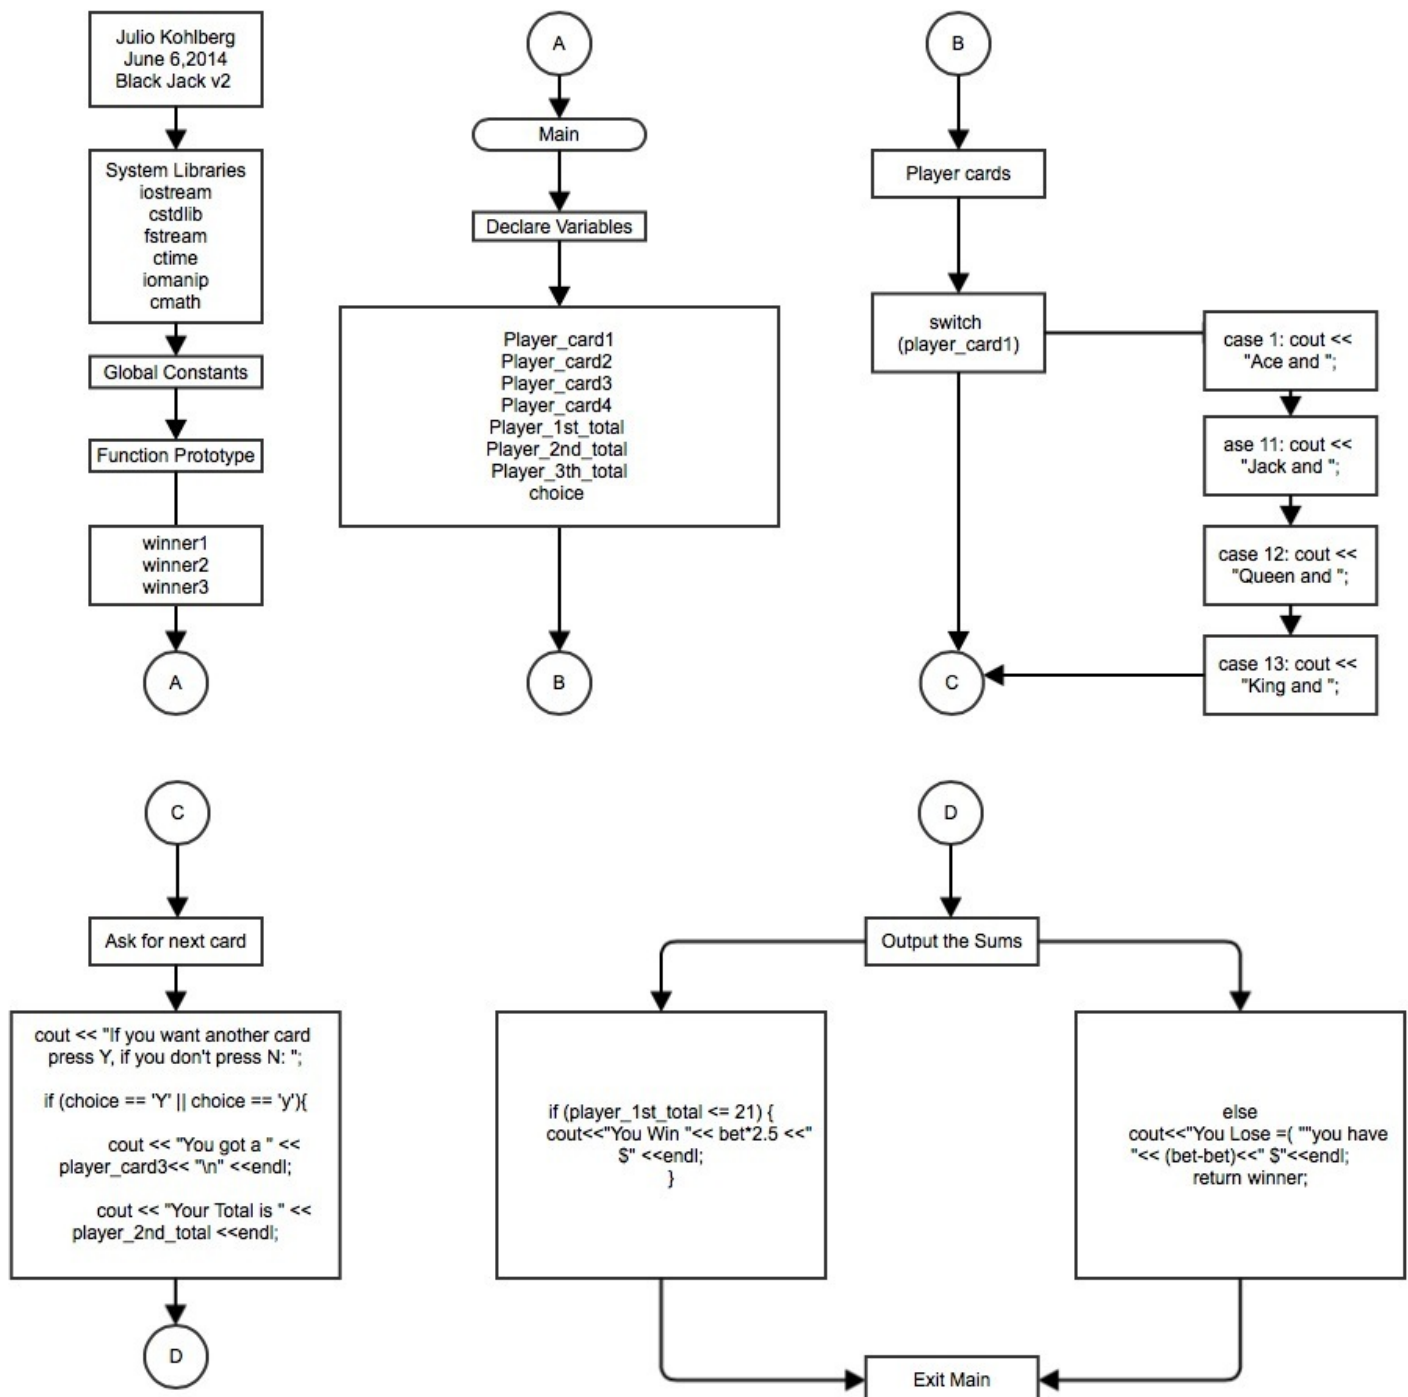 Julio Kohlberg
June 6,2014
Black Jack v2
System Libraries
iostream
cstdlib
fstream
ctime
iomanip
cmath
Global Constants
Function Prototype
winner1
winner2
winner3
A
A
Main
Declare Variables
Player_card1
Player_card2
Player_card3
Player_card4
Player_1st_total
Player_2nd_total
Player_3th_total
choice
B
B
Player cards
switch
(player_card1)
case 1: cout <<
"Ace and ";
ase 11: cout <<
"Jack and ";
case 12: cout <<
"Queen and ";
case 13: cout <<
"King and ";
C
C
Ask for next card
cout << "If you want another card
press Y, if you don't press N: ";
if (choice == 'Y' || choice == 'y'){
cout << "You got a " <<
player_card3<< "\n" <<endl;
cout << "Your Total is " <<
player_2nd_total <<endl;
D
D
Output the Sums
if (player_1st_total <= 21) {
cout<<"You Win "<< bet*2.5 <<"
$" <<endl;
}
else
cout<<"You Lose =( ""you have
"<< (bet-bet)<<" $"<<endl;
return winner;
Exit Main